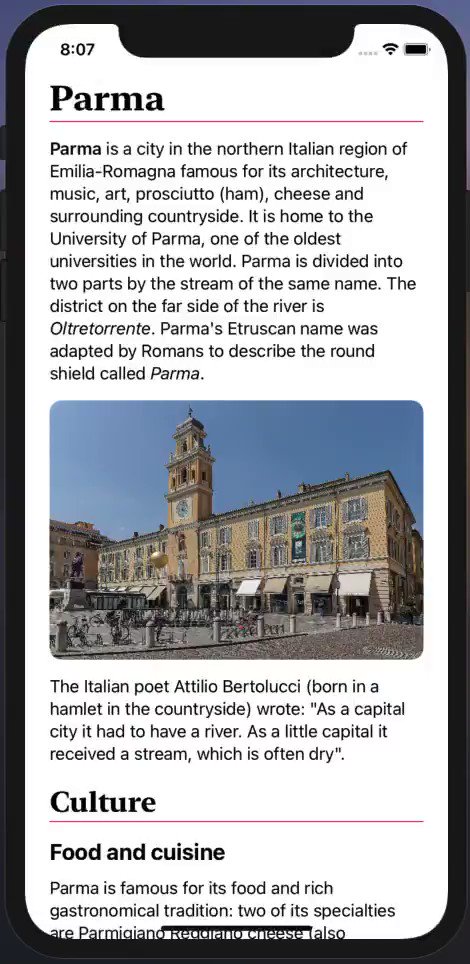 8:07
Parma
Parma is a city in the northern Italian region of
Emilia-Romagna famous for its architecture,
music, art, prosciutto (ham), cheese and
surrounding countryside. It is home to the
University of Parma, one of the oldest
universities in the world. Parma is divided into
two parts by the stream of the same name. The
district on the far side of the river is
Oltretorrente. Parma's Etruscan name was
adapted by Romans to describe the round
shield called Parma.
The Italian poet Attilio Bertolucci (born in a
hamlet in the countryside) wrote: "As a capital
city it had to have a river. As a little capital it
received a stream, which is often dry".
Culture
Food and cuisine
Parma is famous for its food and rich
gastronomical tradition: two of its specialties
are Parmigiano Reggiano cheese (also